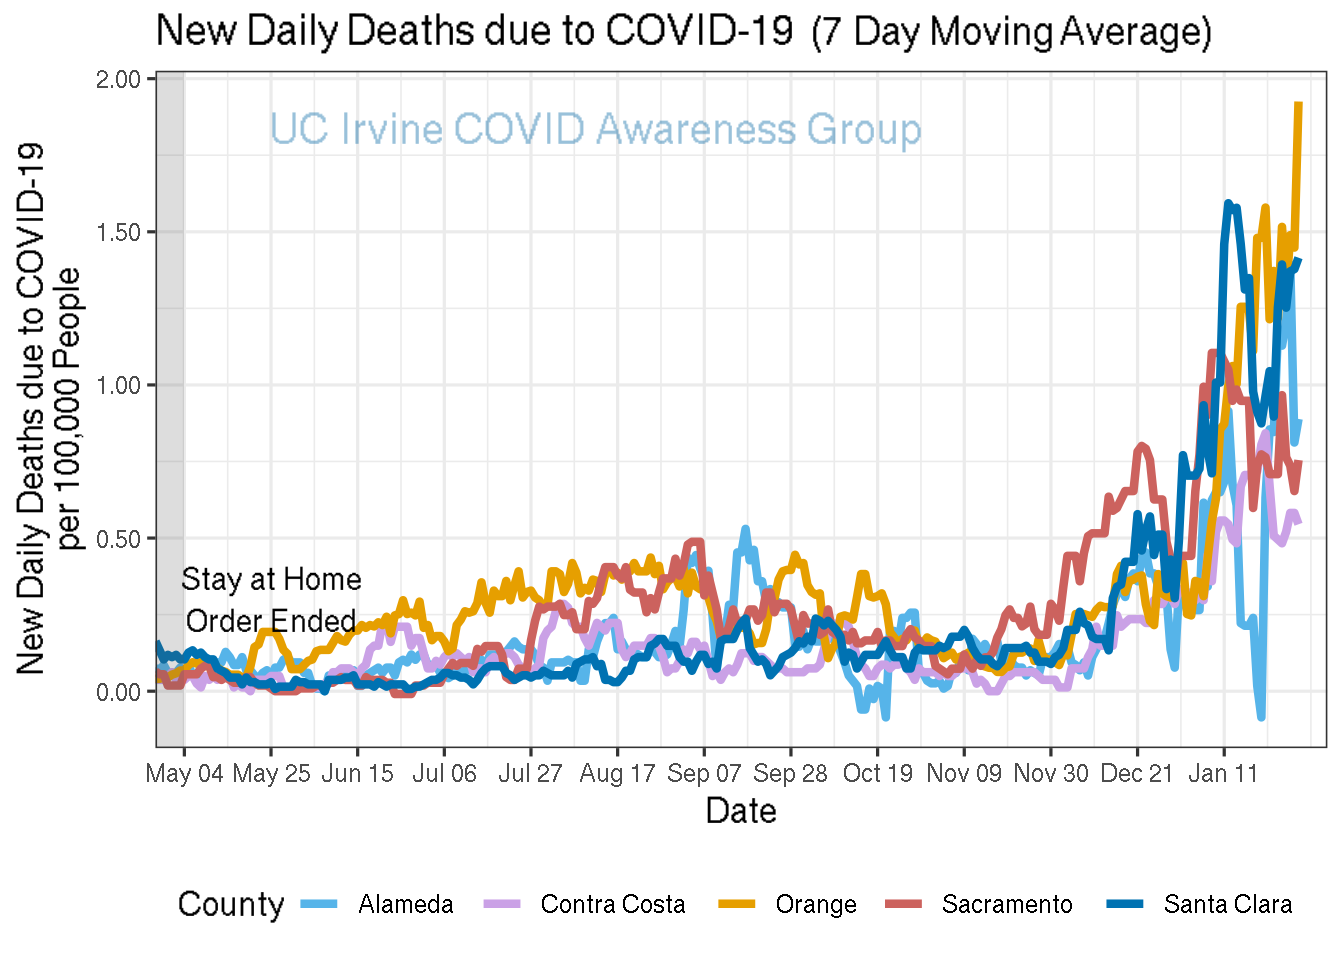 New Daily Deaths due to COVID-19 (7 Day Moving Average)
New Daily Deaths due to COVID-19
per 100,000 People
2.00
1.50
1.00
0.50
0.00
UC Irvine COVID Awareness Group
Stay at Home
Order Ended
May 04 May 25 Jun 15 Jul 06 Jul 27 Aug 17 Sep 07 Sep 28 Oct 19 Nov 09 Nov 30 Dec 21 Jan 11
Date
County Alameda Contra Costa Orange Sacramento Santa Clara